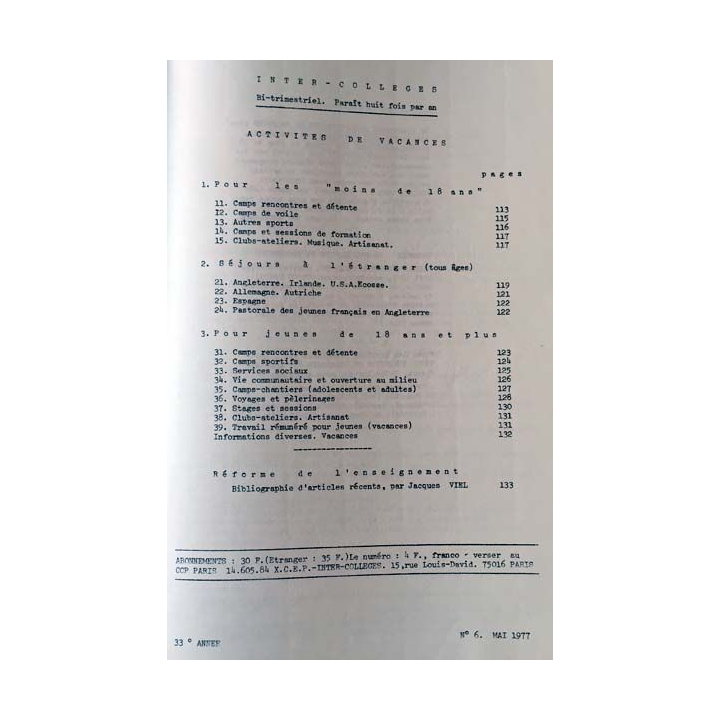 INTER-COLLEGES
Bi-trimestriel. Paraît huit fois par an
ACTIVITES DE VACANCES
pages
1. Pour les "moins de 18 ans"
11. Camps rencontres et détente 113
I2. Camps de voile 115
13. Autres sports 116
14. Camps et sessions de formation 117
15. Clubs-ateliers. Musique. Artisanat. 117
2. Séjours à l'étranger (tous âges)
21. Angleterre. Irlande. U.S.A.Ecosse. 119
22. Allemagne. Autriche 121
23. Espagne 122
24. Pastorale des jeunes français en Angleterre 122
3. Pour jeunes de 18 ans et plus
31. Camps rencontres et détente 123
32. Camps sportifs 124
33. Services sociaux 125
34. Vie communautaire et ouverture au milieu 126
35. Camps-chantiers (adolescents et adultes) 127
36. Voyages et pèlerinages 128
37. Stages et sessions 130
38. Clubs-ateliers. Artisanat 131
39. Travail rémunéré pour jeunes (vacances) 131
Informations diverses. Vacances 132
Réforme de l'enseignement
Bibliographie d'articles récents, par Jacques VIEL 133
ABONNEMENTS : 30 F.(Etranger : 35 F.)Le numéro : 4 F., franco - verser au
CCP PARIS 14.605.84 X.C.E.P.-INTER-COLLEGES. 15,rue Louis-David. 75016 PARIS
33 ° ANNEE
N° 6. MAI 1977